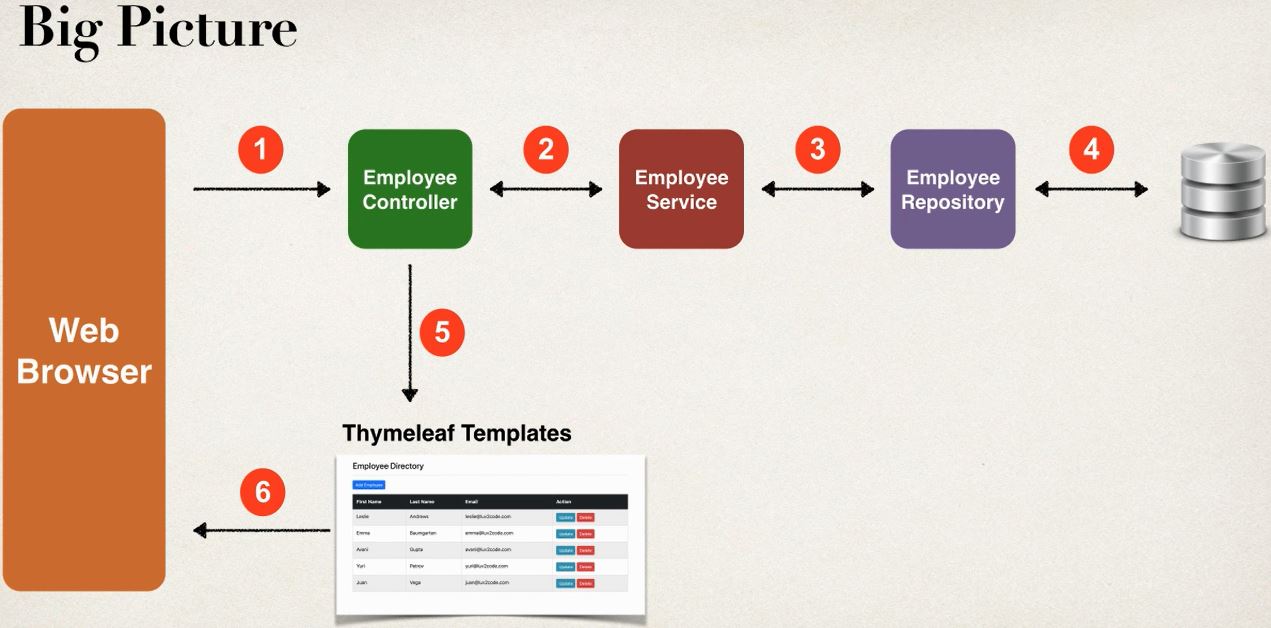 Big Picture
1
2
3
4
Employee
Controller
Employee
Service
Employee
Repository
Web
Browser
5
Thymeleaf Templates
6
Employee Directory
Add Employee
First Name Last Name Email Action
Leslie Andrews leslie@luv2code.com Update Delete
Emma Baumgarten emma@luv2code.com Update Delete
Avani Gupta avani@luv2code.com Update Delete
Yuri Petrov yuri@luv2code.com Update Delete
Juan Vega juan@luv2code.com Update Delete